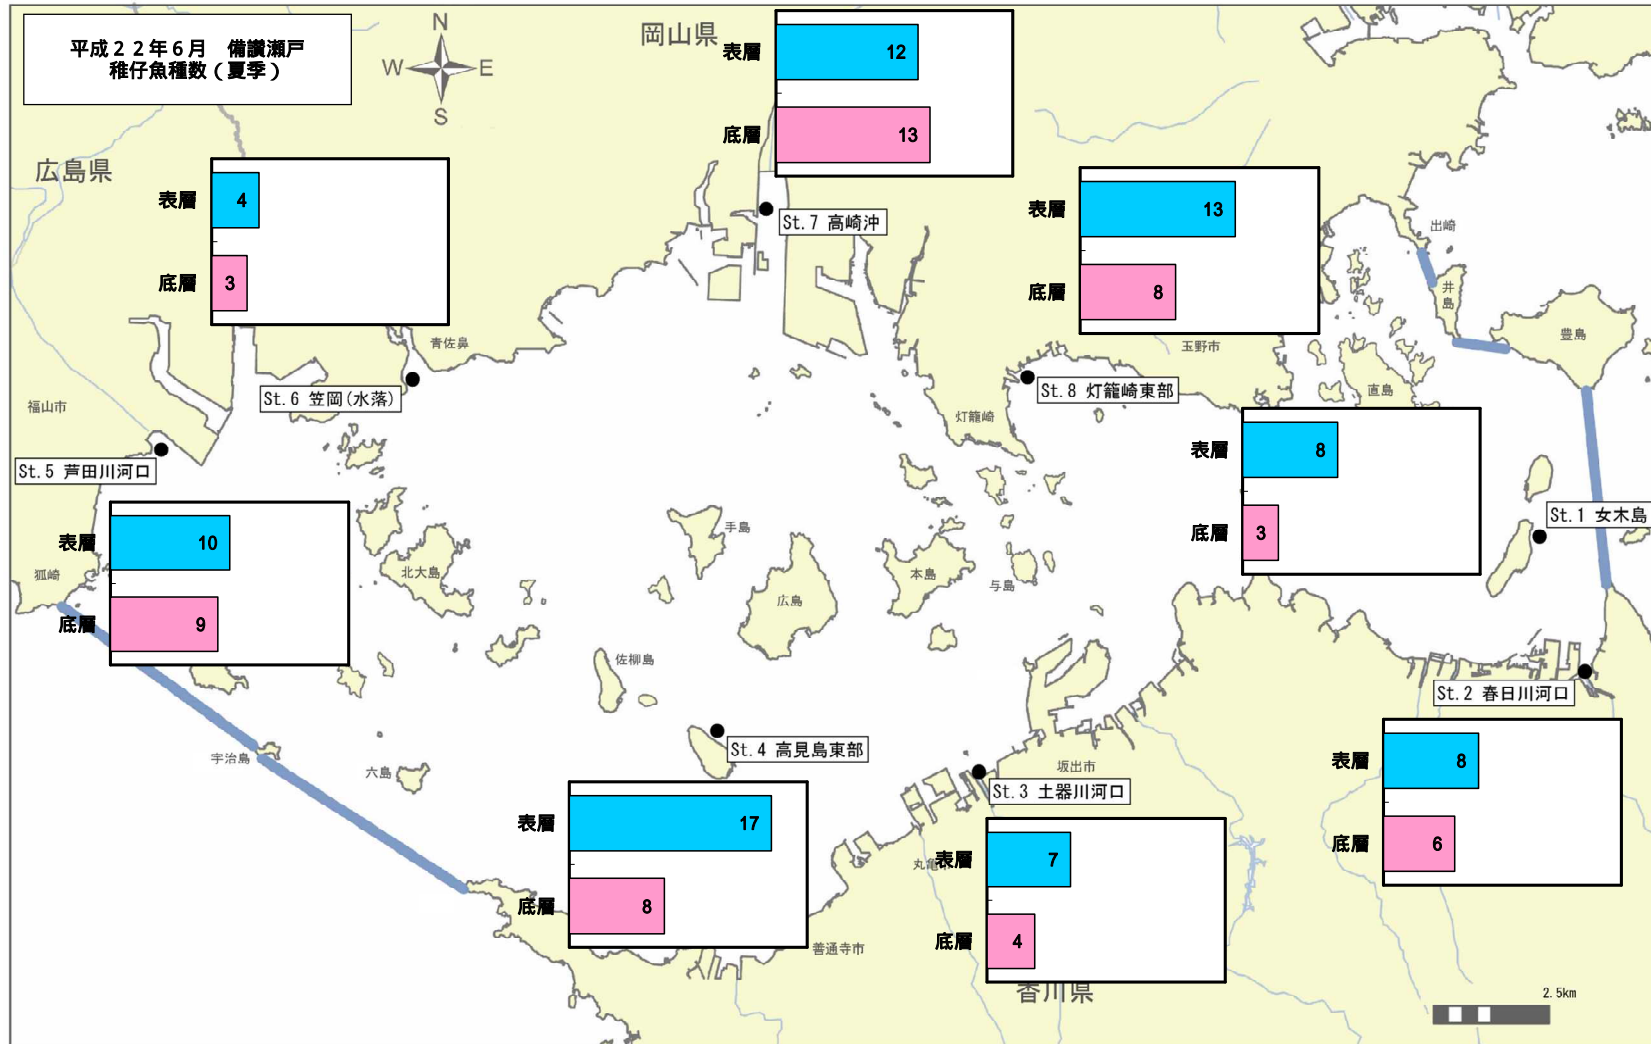 平成２２年６月　備讃瀬戸
稚仔魚種数（夏季）
N
W
E
S
岡山県
表層
12
底層
13
広島県
表層
4
底層
3
St.7 高崎沖
表層
13
底層
8
出崎
井島
豊島
青佐鼻
玉野市
直島
St.6 笠岡(水落)
St.8 灯籠崎東部
灯籠崎
福山市
St.5 芦田川河口
表層
8
底層
3
St.1 女木島
表層
10
底層
9
狐崎
北大島
手島
広島
本島
与島
佐柳島
St.2 春日川河口
宇治島
六島
St.4 高見島東部
坂出市
St.3 土器川河口
表層
8
底層
6
表層
17
底層
8
丸亀市
表層
7
底層
4
善通寺市
香川県
2.5km